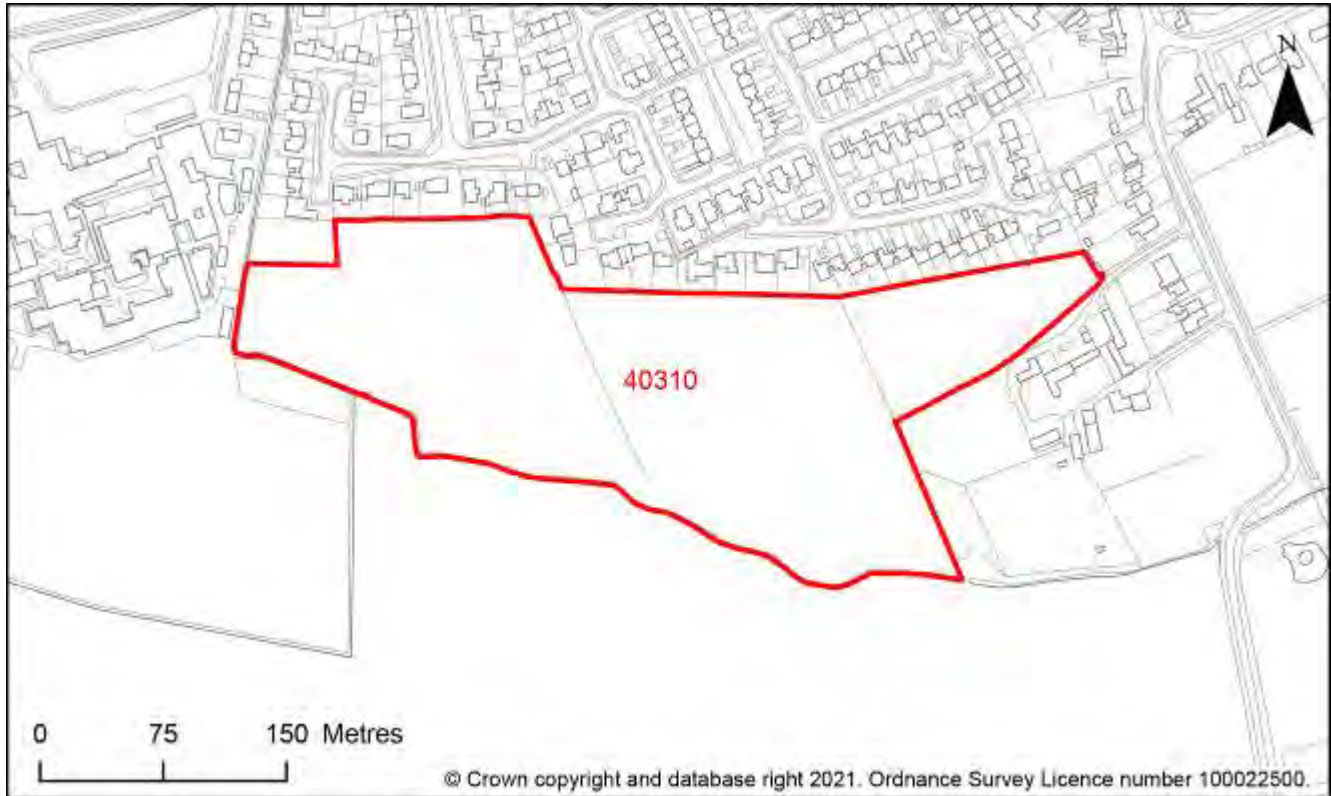 N
40310
0 75 150 Metres
© Crown copyright and database right 2021. Ordnance Survey Licence number 100022500.